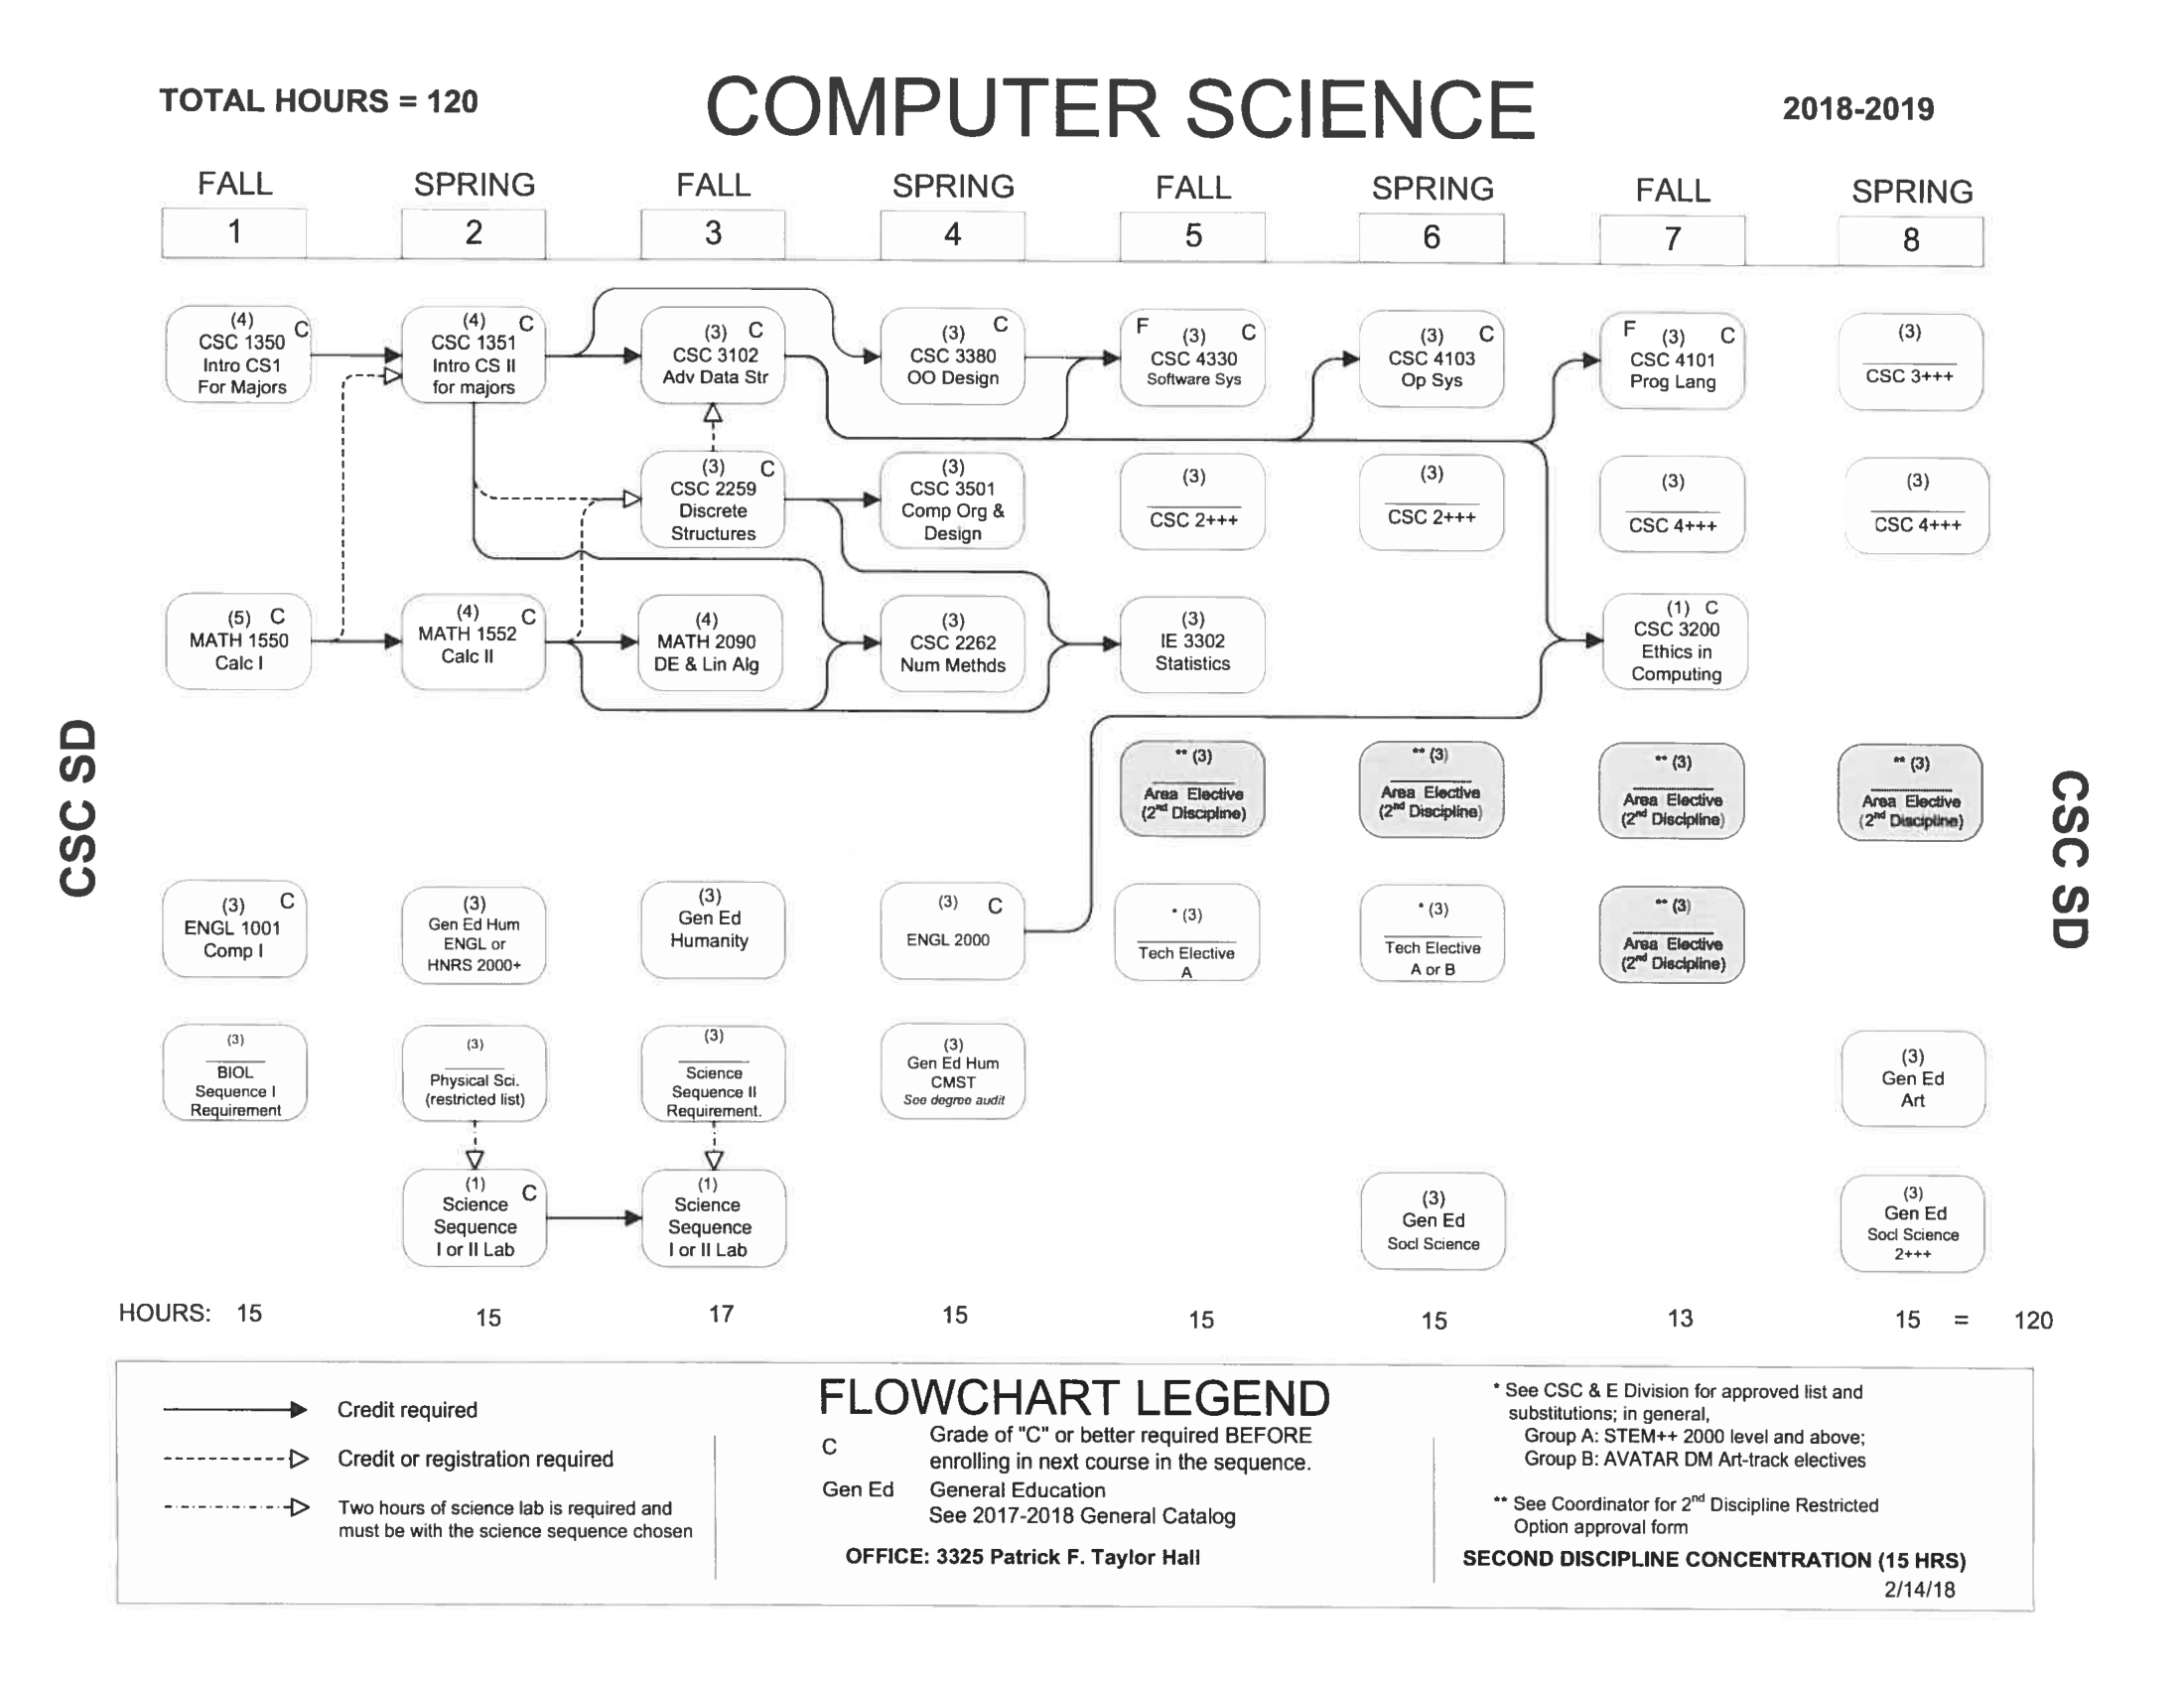 TOTAL HOURS = 120
COMPUTER SCIENCE
2018-2019
FALL
SPRING
FALL
SPRING
FALL
SPRING
FALL
SPRING
1
2
3
4
5
6
7
8
(4) C
CSC 1350
Intro CS1
For Majors
(4) C
CSC 1351
Intro CS II
for majors
(3) C
CSC 3102
Adv Data Str
(3) C
CSC 3380
OO Design
F (3) C
CSC 4330
Software Sys
(3) C
CSC 4103
Op Sys
F (3) C
CSC 4101
Prog Lang
(3)
CSC 3+++
(3) C
CSC 2259
Discrete
Structures
(3)
CSC 3501
Comp Org &
Design
(3)
CSC 2+++
(3)
CSC 2+++
(3)
CSC 4+++
(3)
CSC 4+++
(5) C
MATH 1550
Calc I
(4) C
MATH 1552
Calc II
(4)
MATH 2090
DE & Lin Alg
(3)
CSC 2262
Num Methds
(3)
IE 3302
Statistics
(1) C
CSC 3200
Ethics in
Computing
CSC SD
** (3)
Area Elective
(2nd Discipline)
** (3)
Area Elective
(2nd Discipline)
** (3)
Area Elective
(2nd Discipline)
** (3)
Area Elective
(2nd Discipline)
CSC SD
(3) C
ENGL 1001
Comp I
(3)
Gen Ed Hum
ENGL or
HNRS 2000+
(3)
Gen Ed
Humanity
(3) C
ENGL 2000
* (3)
Tech Elective
A
* (3)
Tech Elective
A or B
** (3)
Area Elective
(2nd Discipline)
(3)
BIOL
Sequence I
Requirement
(3)
Physical Sci.
(restricted list)
(3)
Science
Sequence II
Requirement.
(3)
Gen Ed Hum
CMST
See degree audit
(3)
Gen Ed
Art
(1) C
Science
Sequence
I or II Lab
(1)
Science
Sequence
I or II Lab
(3)
Gen Ed
Socl Science
(3)
Gen Ed
Socl Science
2+++
HOURS: 15 15 17 15 15 15 13 15 = 120
Credit required
Credit or registration required
Two hours of science lab is required and
must be with the science sequence chosen
FLOWCHART LEGEND
C Grade of "C" or better required BEFORE
enrolling in next course in the sequence.
Gen Ed General Education
See 2017-2018 General Catalog
OFFICE: 3325 Patrick F. Taylor Hall
* See CSC & E Division for approved list and
substitutions; in general,
Group A: STEM++ 2000 level and above;
Group B: AVATAR DM Art-track electives
** See Coordinator for 2nd Discipline Restricted
Option approval form
SECOND DISCIPLINE CONCENTRATION (15 HRS)
2/14/18